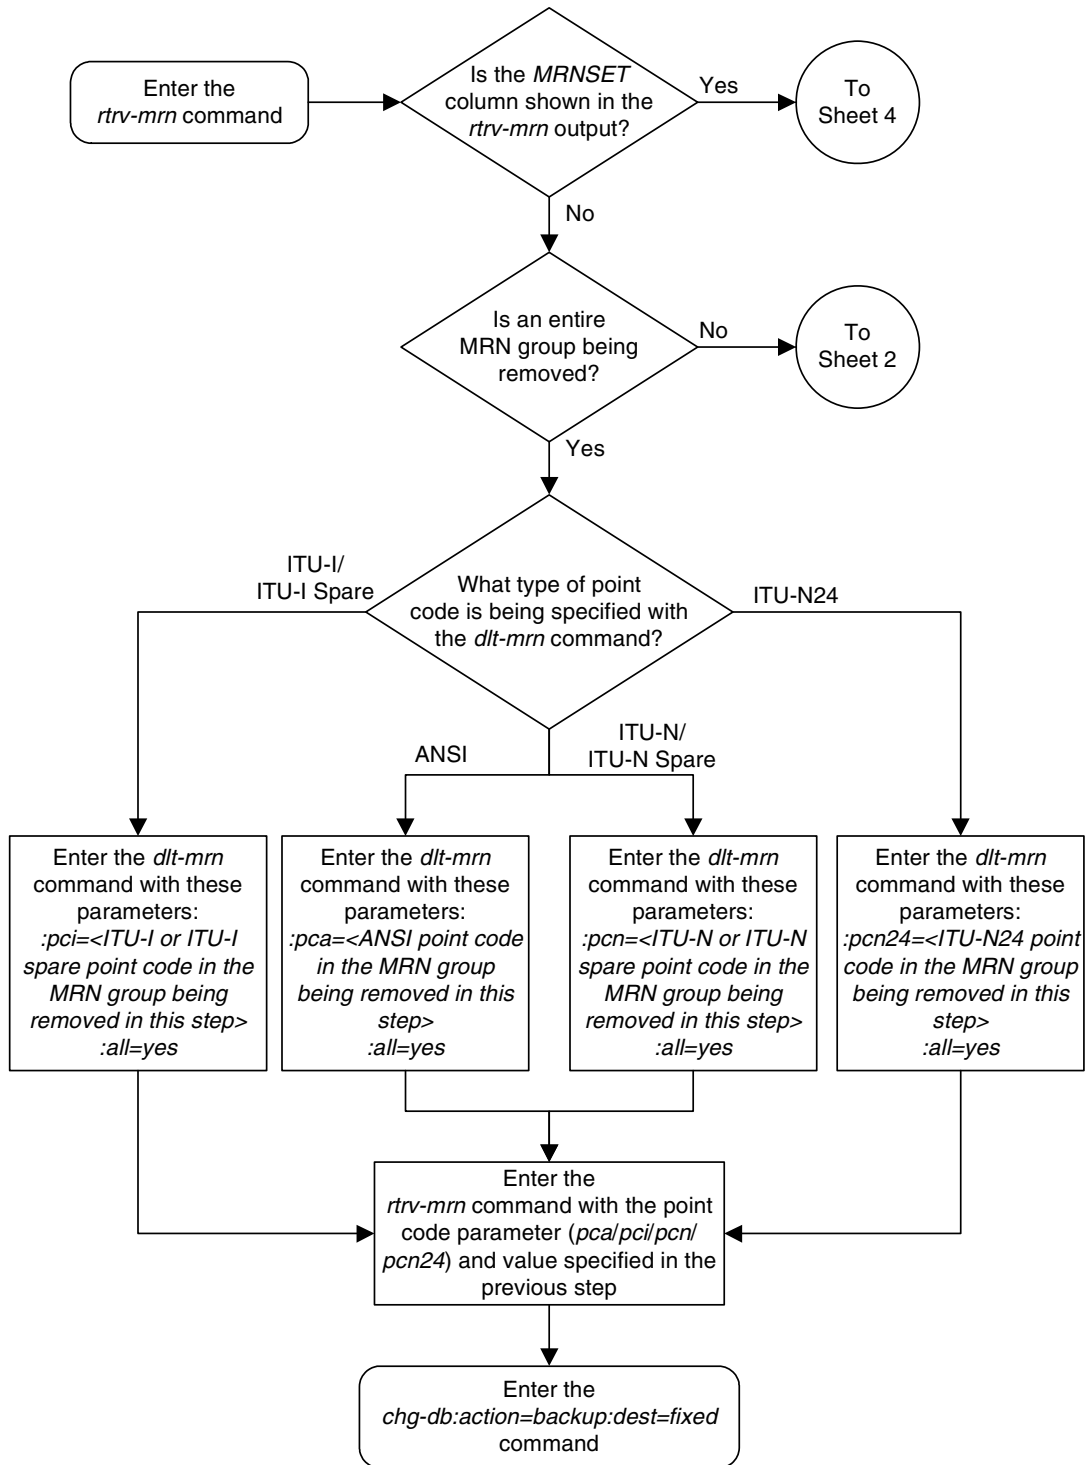 Enter the
rtrv-mrn command
Is the MRNSET
column shown in the
rtrv-mrn output?
Yes
To
Sheet 4
No
Is an entire
MRN group being
removed?
No
To
Sheet 2
Yes
What type of point
code is being specified with
the dlt-mrn command?
ITU-I/
ITU-I Spare
ITU-N24
ANSI
ITU-N/
ITU-N Spare
Enter the dlt-mrn
command with these
parameters:
:pci=<ITU-I or ITU-I
spare point code in the
MRN group being
removed in this step>
:all=yes
Enter the dlt-mrn
command with these
parameters:
:pca=<ANSI point code
in the MRN group
being removed in this
step>
:all=yes
Enter the dlt-mrn
command with these
parameters:
:pcn=<ITU-N or ITU-N
spare point code in the
MRN group being
removed in this step>
:all=yes
Enter the dlt-mrn
command with these
parameters:
:pcn24=<ITU-N24 point
code in the MRN group
being removed in this
step>
:all=yes
Enter the
rtrv-mrn command with the point
code parameter (pca/pci/pcn/
pcn24) and value specified in the
previous step
Enter the
chg-db:action=backup:dest=fixed
command